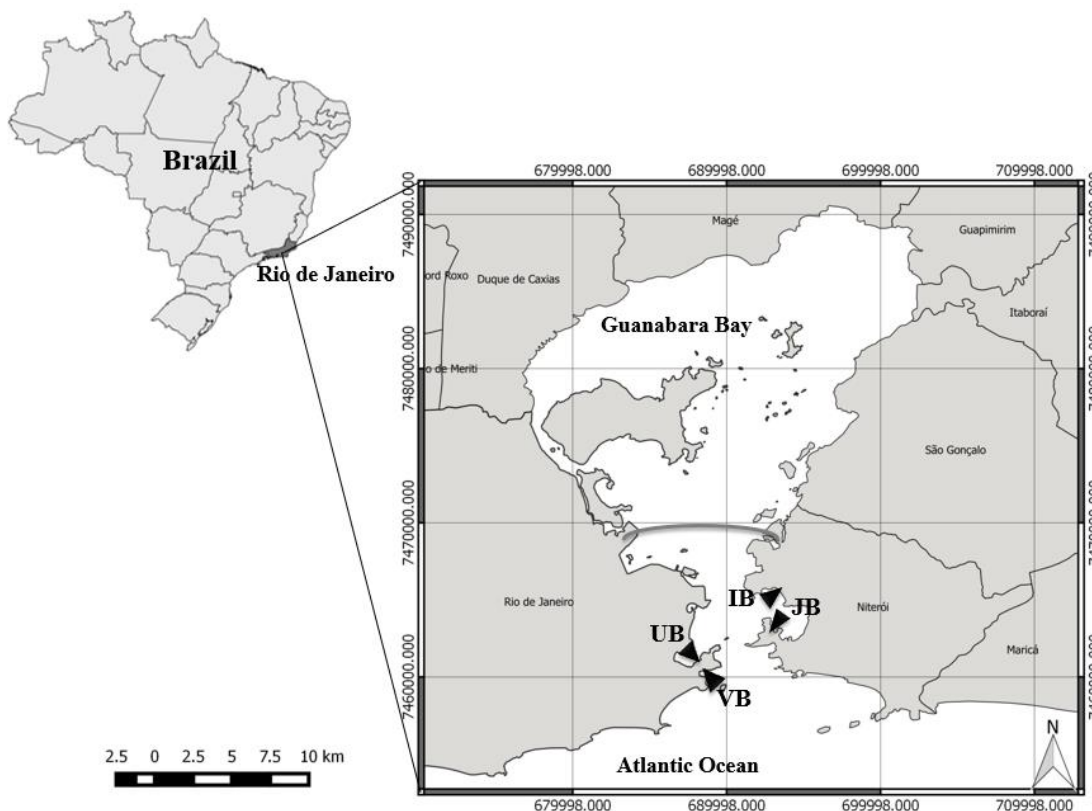 Brazil
Rio de Janeiro
679998.000 689998.000 699998.000 709998.000
7490000.000
7480000.000
7470000.000
7460000.000
Magé
Guapimirim
ord Roxo
Duque de Caxias
Itaboraí
Guanabara Bay
o de Meriti
São Gonçalo
Rio de Janeiro
IB
JB
Niterói
UB
Maricá
VB
N
Atlantic Ocean
2.5 0 2.5 5 7.5 10 km
679998.000 689998.000 699998.000 709998.000